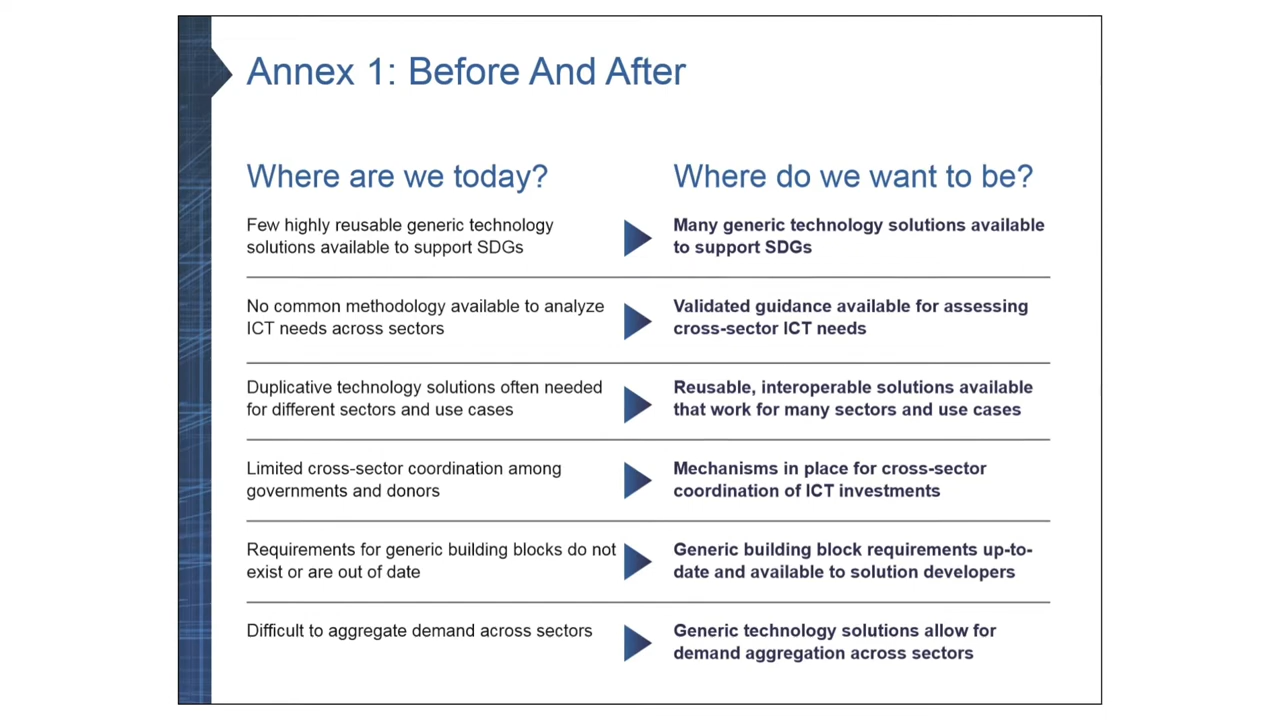 Annex 1: Before And After
Where are we today?
Where do we want to be?
Few highly reusable generic technology
solutions available to support SDGs
Many generic technology solutions available
to support SDGs
No common methodology available to analyze
ICT needs across sectors
Validated guidance available for assessing
cross-sector ICT needs
Duplicative technology solutions often needed
for different sectors and use cases
Reusable, interoperable solutions available
that work for many sectors and use cases
Limited cross-sector coordination among
governments and donors
Mechanisms in place for cross-sector
coordination of ICT investments
Requirements for generic building blocks do not
exist or are out of date
Generic building block requirements up-to-
date and available to solution developers
Difficult to aggregate demand across sectors
Generic technology solutions allow for
demand aggregation across sectors